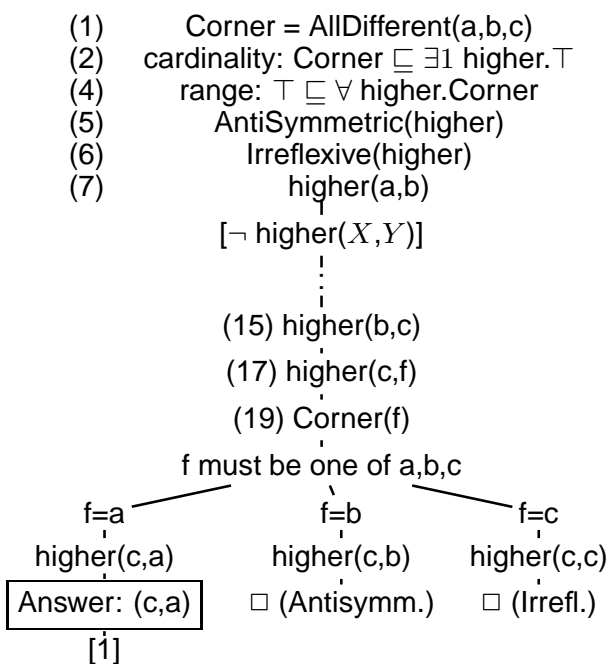 (1) Corner = AllDifferent(a,b,c)
(2) cardinality: Corner ⊑ ∃1 higher.⊤
(4) range: ⊤ ⊑ ∀ higher.Corner
(5) AntiSymmetric(higher)
(6) Irreflexive(higher)
(7) higher(a,b)
[¬ higher(X,Y)]
(15) higher(b,c)
(17) higher(c,f)
(19) Corner(f)
f must be one of a,b,c
f=a f=b f=c
higher(c,a) higher(c,b) higher(c,c)
Answer: (c,a) □ (Antisymm.) □ (Irrefl.)
[1]